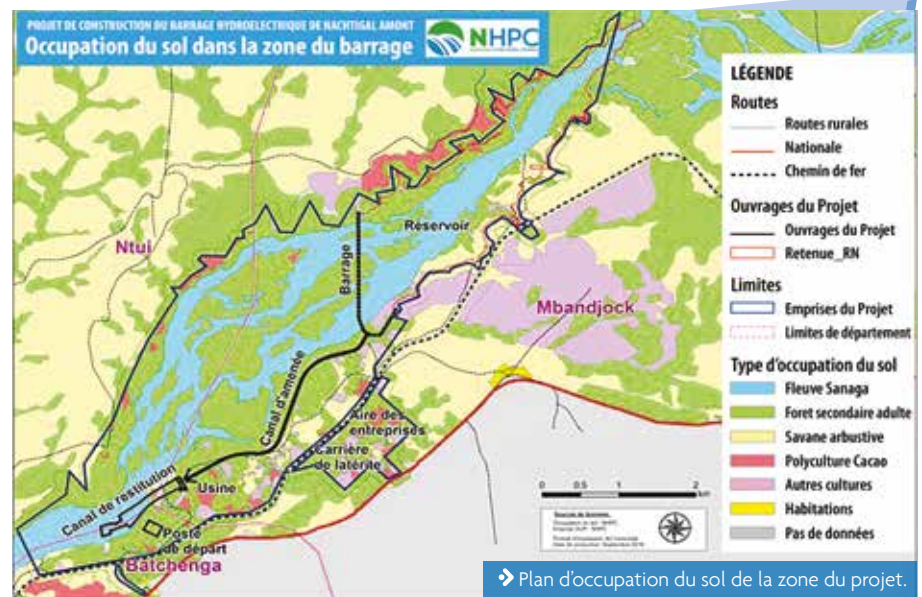 PROJET DE CONSTRUCTION DU BARRAGE HYDROELECTRIQUE DE NACHTIGAL AMONT
Occupation du sol dans la zone du barrage
NHPC
LÉGENDE
Routes
Routes rurales
Nationale
Chemin de fer
Ouvrages du Projet
Ouvrages du Projet
Retenue_RN
Limites
Emprises du Projet
Limites de département
Type d'occupation du sol
Fleuve Sanaga
Foret secondaire adulte
Savane arbustive
Polyculture Cacao
Autres cultures
Habitations
Pas de données
Ntui
Réservoir
Barrage
Mbandjock
Canal d'amenée
Aire des
entreprises
Carrière
de latérite
Canal de restitution
Usine
Poste
de départ
Batchenga
0 0.5 1 2
km
Plan d'occupation du sol de la zone du projet.